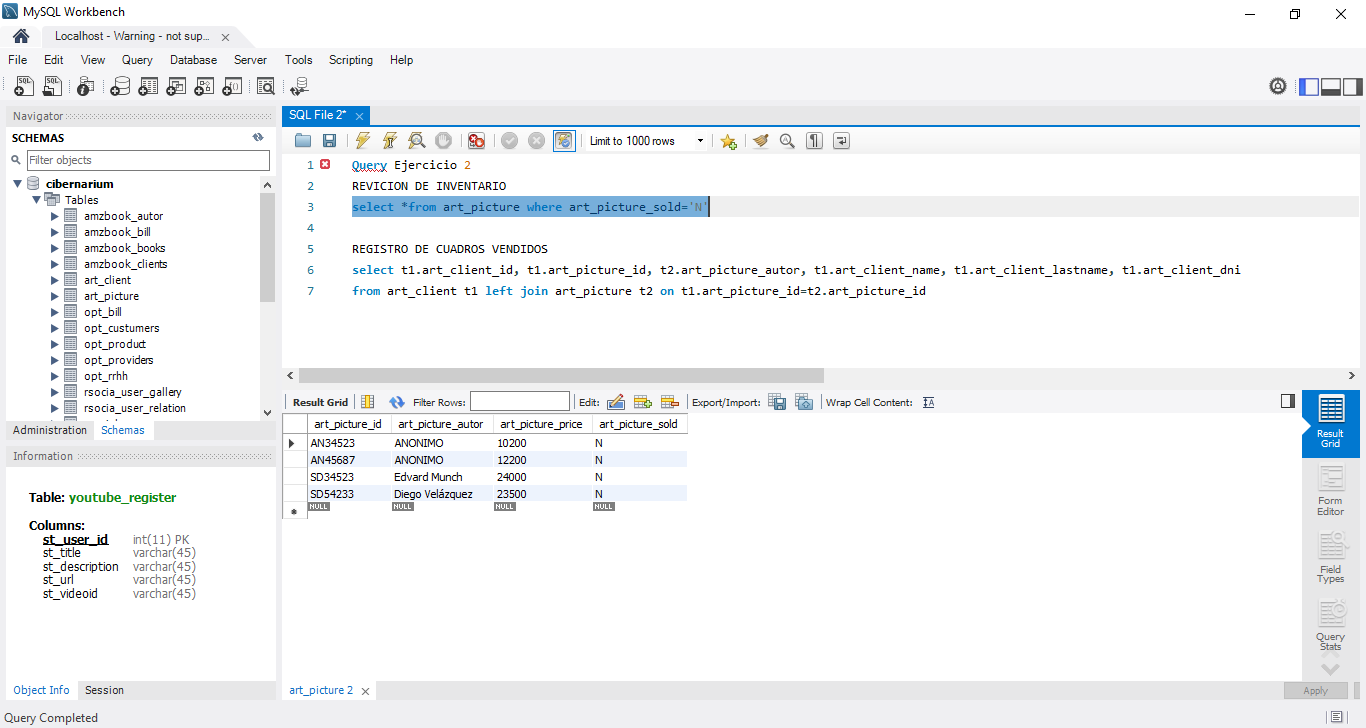 MySQL Workbench
Localhost - Warning - not sup...
File Edit View Query Database Server Tools Scripting Help
Navigator
SCHEMAS
Filter objects
cibernarium
Tables
amzbook_autor
amzbook_bill
amzbook_books
amzbook_clients
art_client
art_picture
opt_bill
opt_custumers
opt_product
opt_providers
opt_rrhh
rsocia_user_gallery
rsocia_user_relation
Administration Schemas
Information
Table: youtube_register
Columns:
st_user_id int(11) PK
st_title varchar(45)
st_description varchar(45)
st_url varchar(45)
st_videoid varchar(45)
Object Info Session
Query Completed
SQL File 2*
Limit to 1000 rows
1 Query Ejercicio 2
2 REVICION DE INVENTARIO
3 select *from art_picture where art_picture_sold='N'
4
5 REGISTRO DE CUADROS VENDIDOS
6 select t1.art_client_id, t1.art_picture_id, t2.art_picture_autor, t1.art_client_name, t1.art_client_lastname, t1.art_client_dni
7 from art_client t1 left join art_picture t2 on t1.art_picture_id=t2.art_picture_id
Result Grid Filter Rows: Edit: Export/Import: Wrap Cell Content:
art_picture_id art_picture_autor art_picture_price art_picture_sold
AN34523 ANONIMO 10200 N
AN45687 ANONIMO 12200 N
SD34523 Edvard Munch 24000 N
SD54233 Diego Velázquez 23500 N
NULL NULL NULL NULL
Result
Grid
Form
Editor
Field
Types
Query
Stats
art_picture 2
Apply